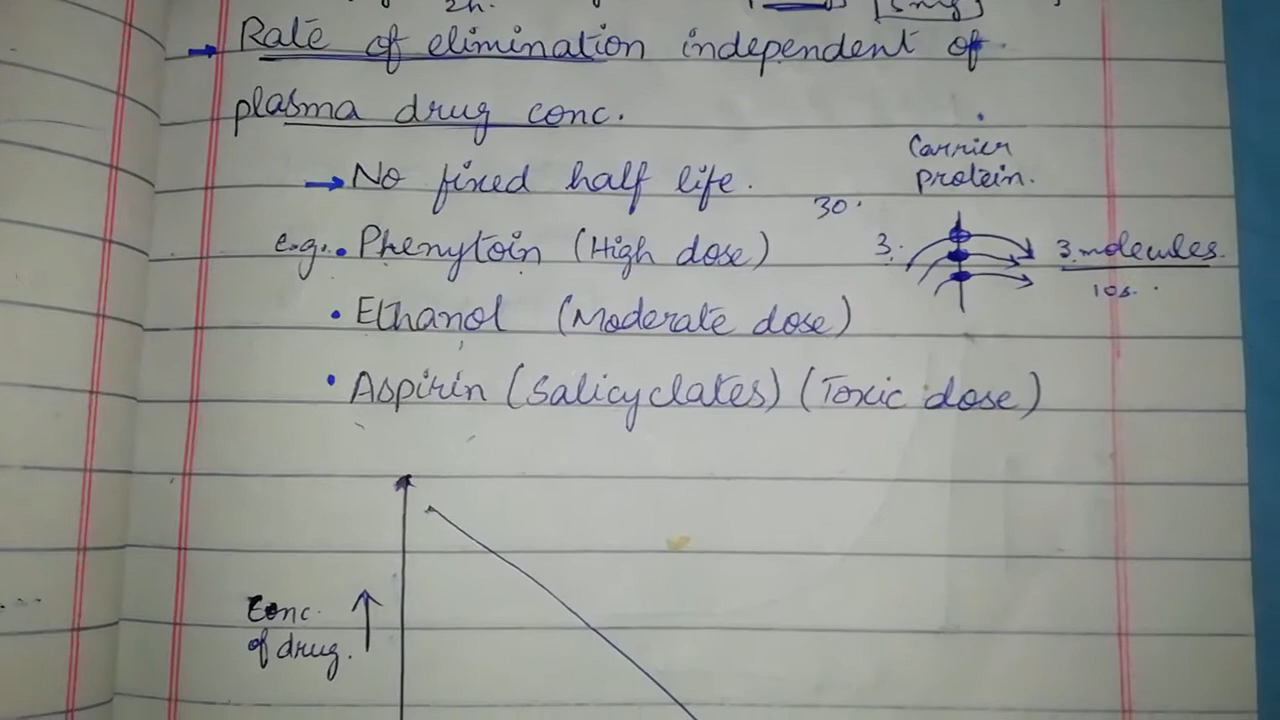 2h.
→ Rate of elimination independent of
plasma drug conc.
→ No fixed half life.
Carrier
protein.
30.
e.g.. • Phenytoin (High dose)
3.
3 molecules.
10s.
• Ethanol (Moderate dose)
• Aspirin (Salicyclates) (Toxic dose)
Conc.
of drug.